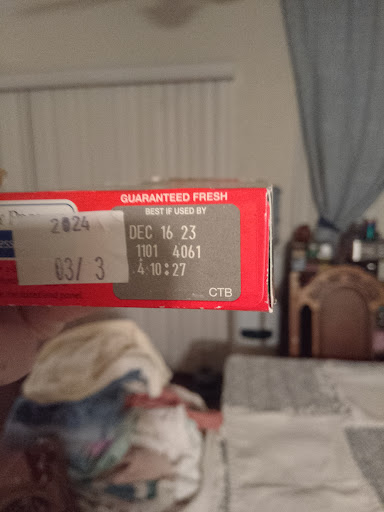 GUARANTEED FRESH
BEST IF USED BY
DEC 16 23
1101 4061
4:10:27
CTB
2024
03/ 3